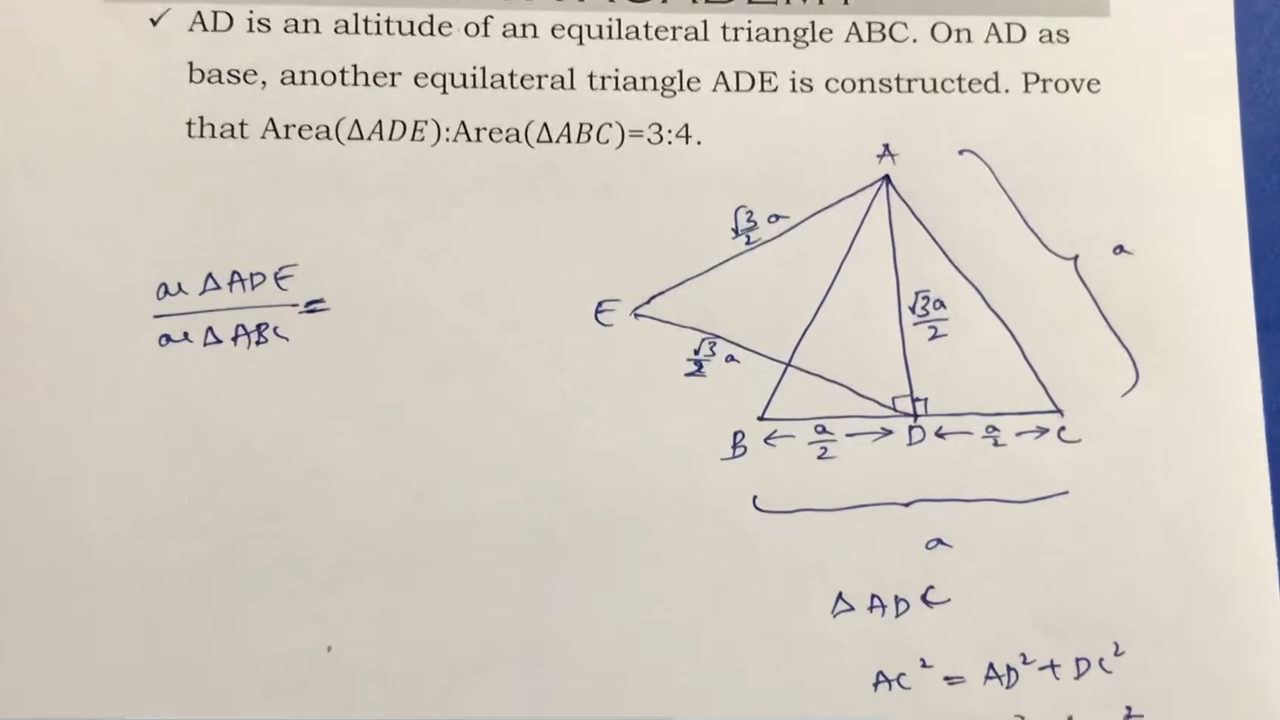 ✓ AD is an altitude of an equilateral triangle ABC. On AD as
base, another equilateral triangle ADE is constructed. Prove
that Area(ΔADE):Area(ΔABC)=3:4.
A
√3/2 a
a
ar ΔADE / ar ΔABC =
E
√3a/2
√3/2 a
B ← a/2 → D ← a/2 → C
a
Δ ADC
AC² = AD² + DC²